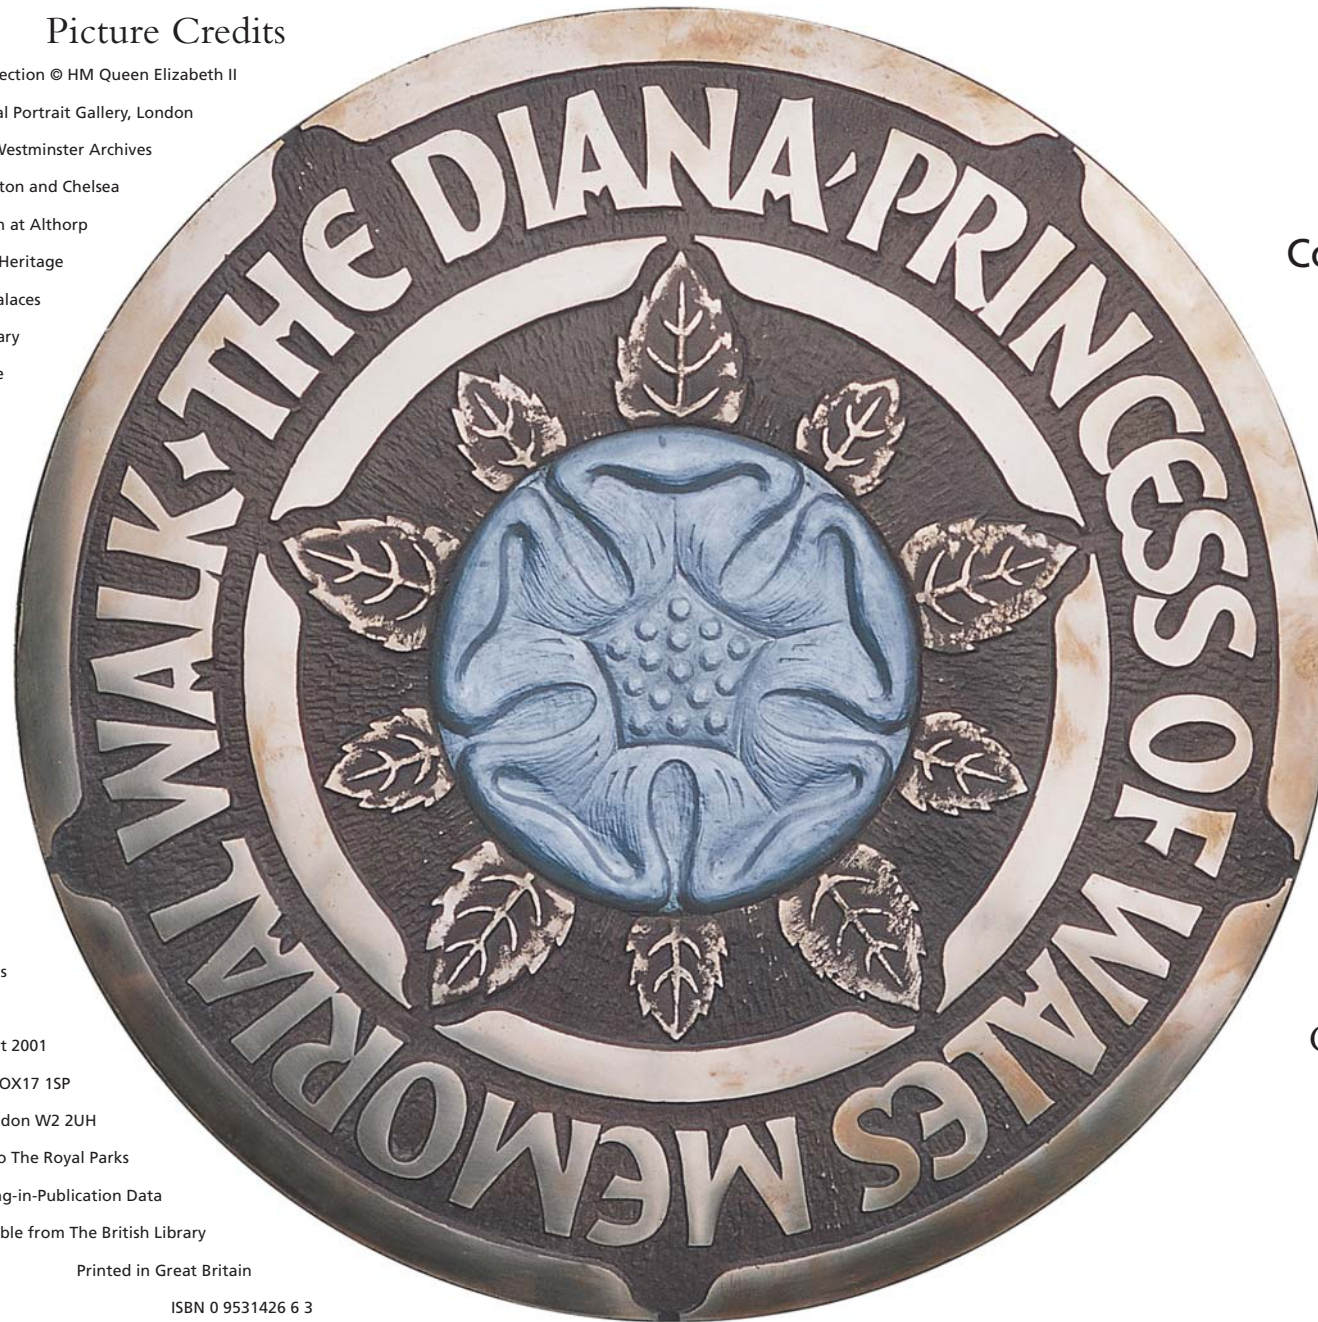 Picture Credits
ection © HM Queen Elizabeth II
al Portrait Gallery, London
Westminster Archives
ton and Chelsea
n at Althorp
Heritage
alaces
ary
e
THE DIANA, PRINCESS OF WALES MEMORIAL WALK ·
Co
s
t 2001
OX17 1SP
don W2 2UH
o The Royal Parks
ng-in-Publication Data
ble from The British Library
Printed in Great Britain
ISBN 0 9531426 6 3